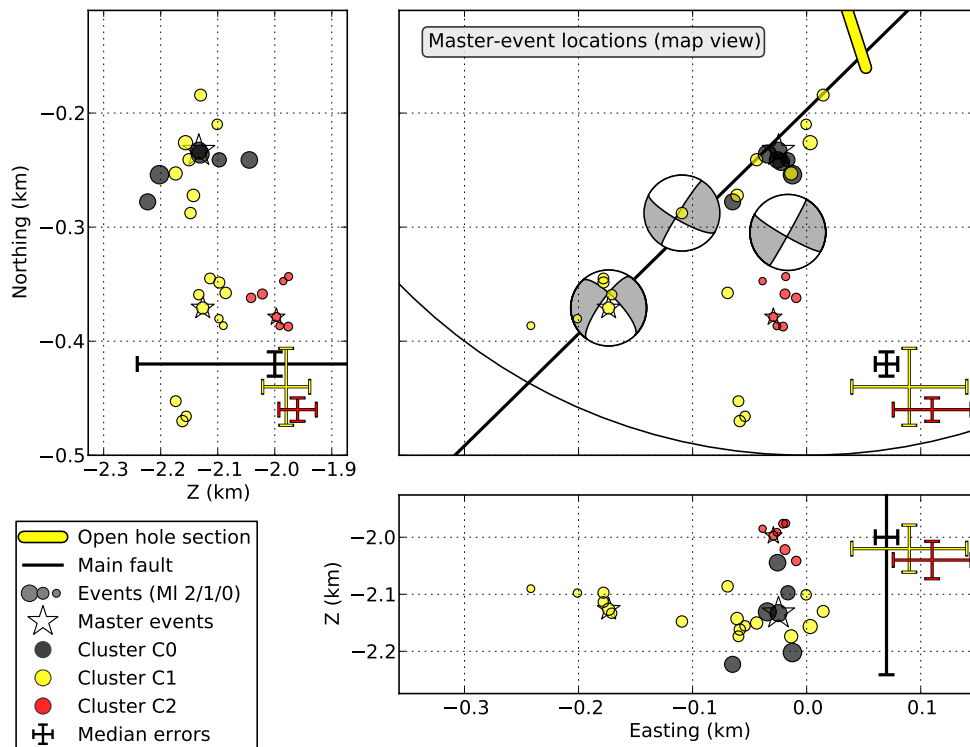 Master-event locations (map view)
−0.2
−0.3
−0.4
−0.5
Northing (km)
−2.3 −2.2 −2.1 −2.0 −1.9
Z (km)
−2.0
−2.1
−2.2
Z (km)
−0.3 −0.2 −0.1 0.0 0.1
Easting (km)
Open hole section
Main fault
Events (Ml 2/1/0)
Master events
Cluster C0
Cluster C1
Cluster C2
Median errors